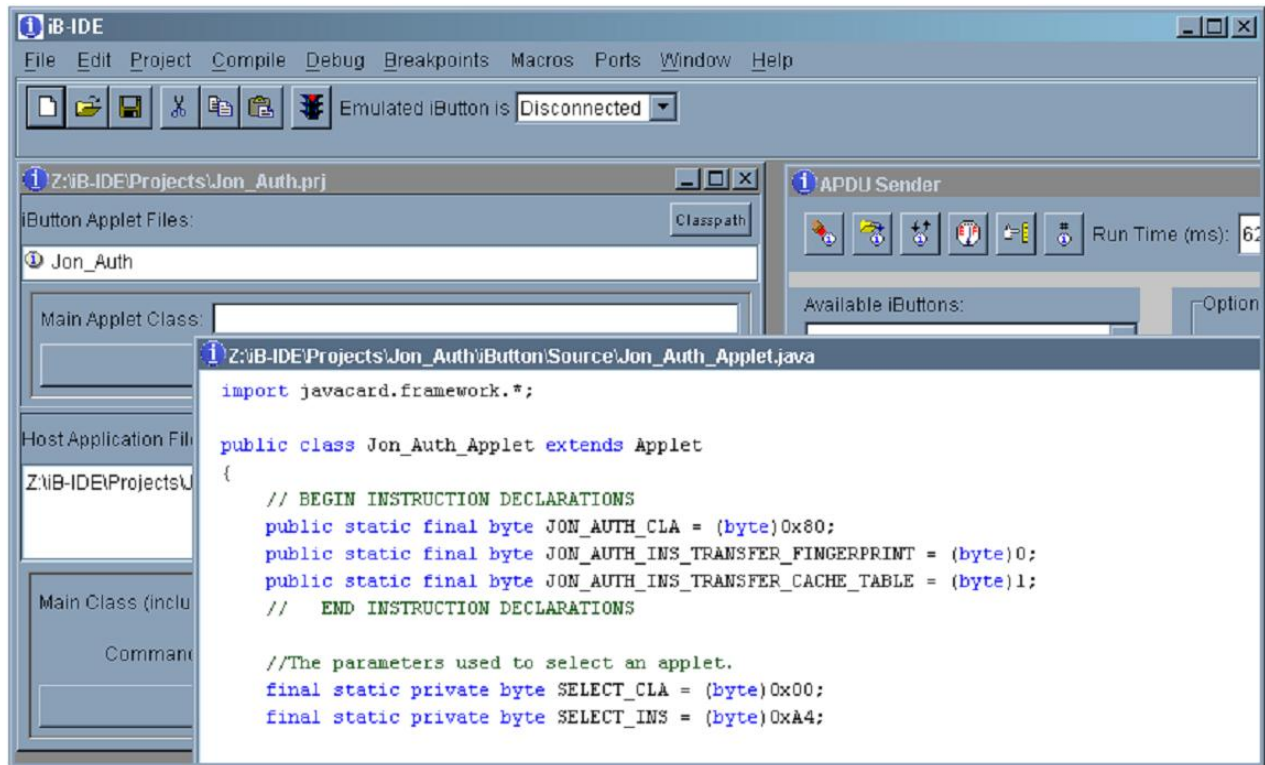 iB-IDE
File Edit Project Compile Debug Breakpoints Macros Ports Window Help
Emulated iButton is Disconnected
Z:\iB-IDE\Projects\Jon_Auth.prj
iButton Applet Files:
Classpath
Jon_Auth
Main Applet Class:
APDU Sender
Run Time (ms): 62
Available iButtons:
Option
Host Application Fil
Z:\iB-IDE\Projects\J
Main Class (inclu
Command
Z:\iB-IDE\Projects\Jon_Auth\iButton\Source\Jon_Auth_Applet.java
import javacard.framework.*;
public class Jon_Auth_Applet extends Applet
{
// BEGIN INSTRUCTION DECLARATIONS
public static final byte JON_AUTH_CLA = (byte)0x80;
public static final byte JON_AUTH_INS_TRANSFER_FINGERPRINT = (byte)0;
public static final byte JON_AUTH_INS_TRANSFER_CACHE_TABLE = (byte)1;
//   END INSTRUCTION DECLARATIONS
//The parameters used to select an applet.
final static private byte SELECT_CLA = (byte)0x00;
final static private byte SELECT_INS = (byte)0xA4;